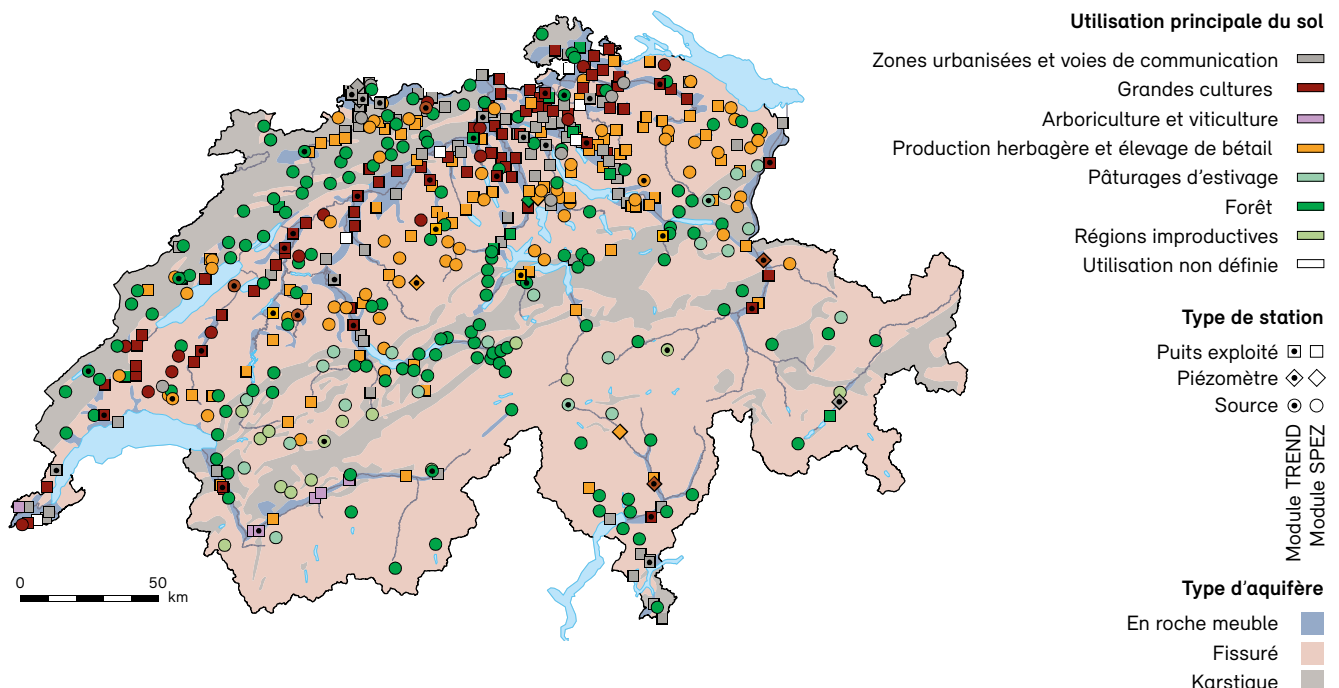 Utilisation principale du sol
Zones urbanisées et voies de communication
Grandes cultures
Arboriculture et viticulture
Production herbagère et élevage de bétail
Pâturages d'estivage
Forêt
Régions improductives
Utilisation non définie
Type de station
Puits exploité
Piézomètre
Source
Module TREND
Module SPEZ
0 50
km
Type d'aquifère
En roche meuble
Fissuré
Karstique